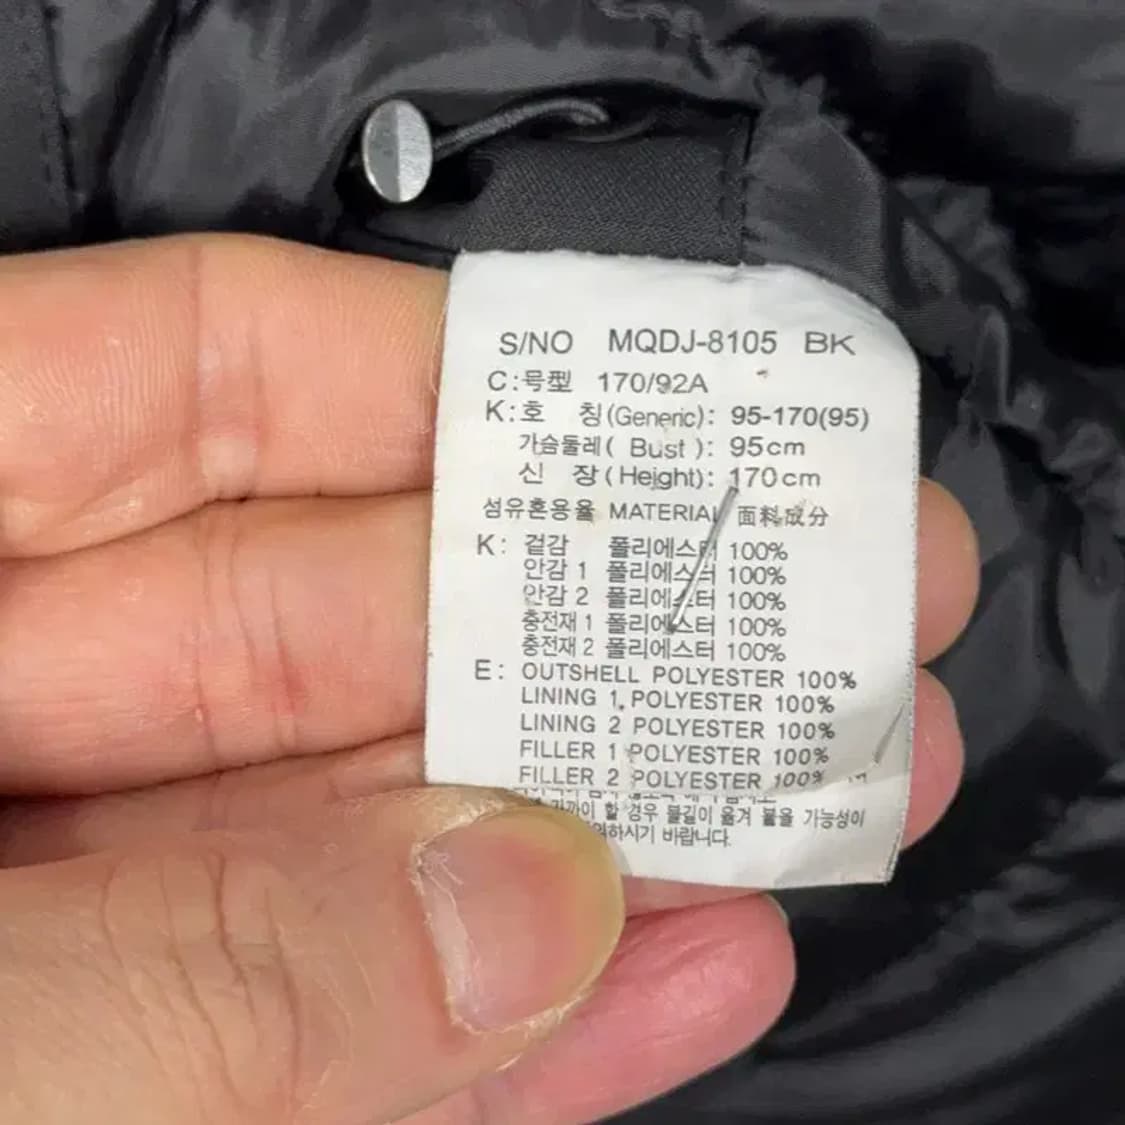 S/NO MQDJ-8105 BK
C:号型 170/92A
K:호 칭(Generic): 95-170(95)
가슴둘레( Bust ): 95cm
신 장(Height): 170cm
섬유혼용율 MATERIAL 面料成分
K: 겉감 폴리에스터 100%
안감 1 폴리에스터 100%
안감 2 폴리에스터 100%
충전재 1 폴리에스터 100%
충전재 2 폴리에스터 100%
E: OUTSHELL POLYESTER 100%
LINING 1 POLYESTER 100%
LINING 2 POLYESTER 100%
FILLER 1 POLYESTER 100%
FILLER 2 POLYESTER 100%
가까이 할 경우 불길이 옮겨 붙을 가능성이
바랍니다.